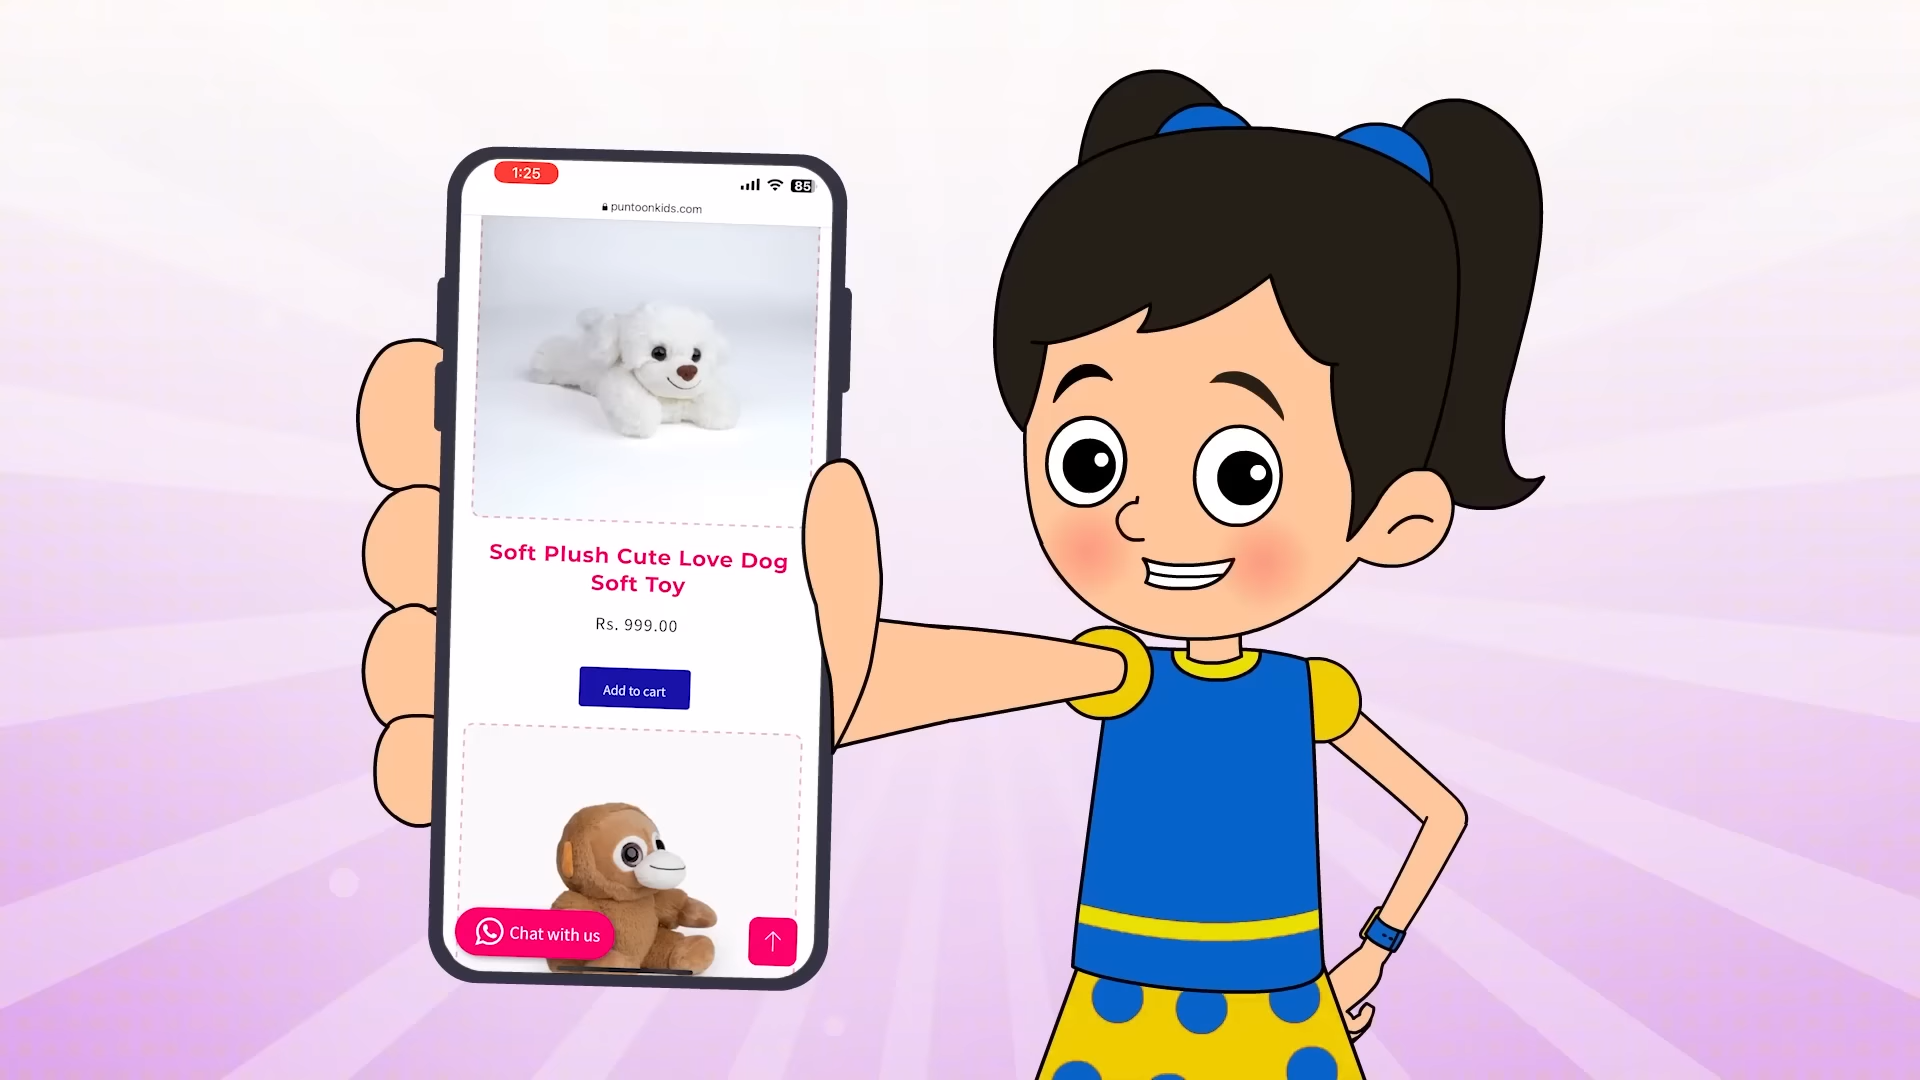 1:25
85
puntoonkids.com
Soft Plush Cute Love Dog
Soft Toy
Rs. 999.00
Add to cart
Chat with us